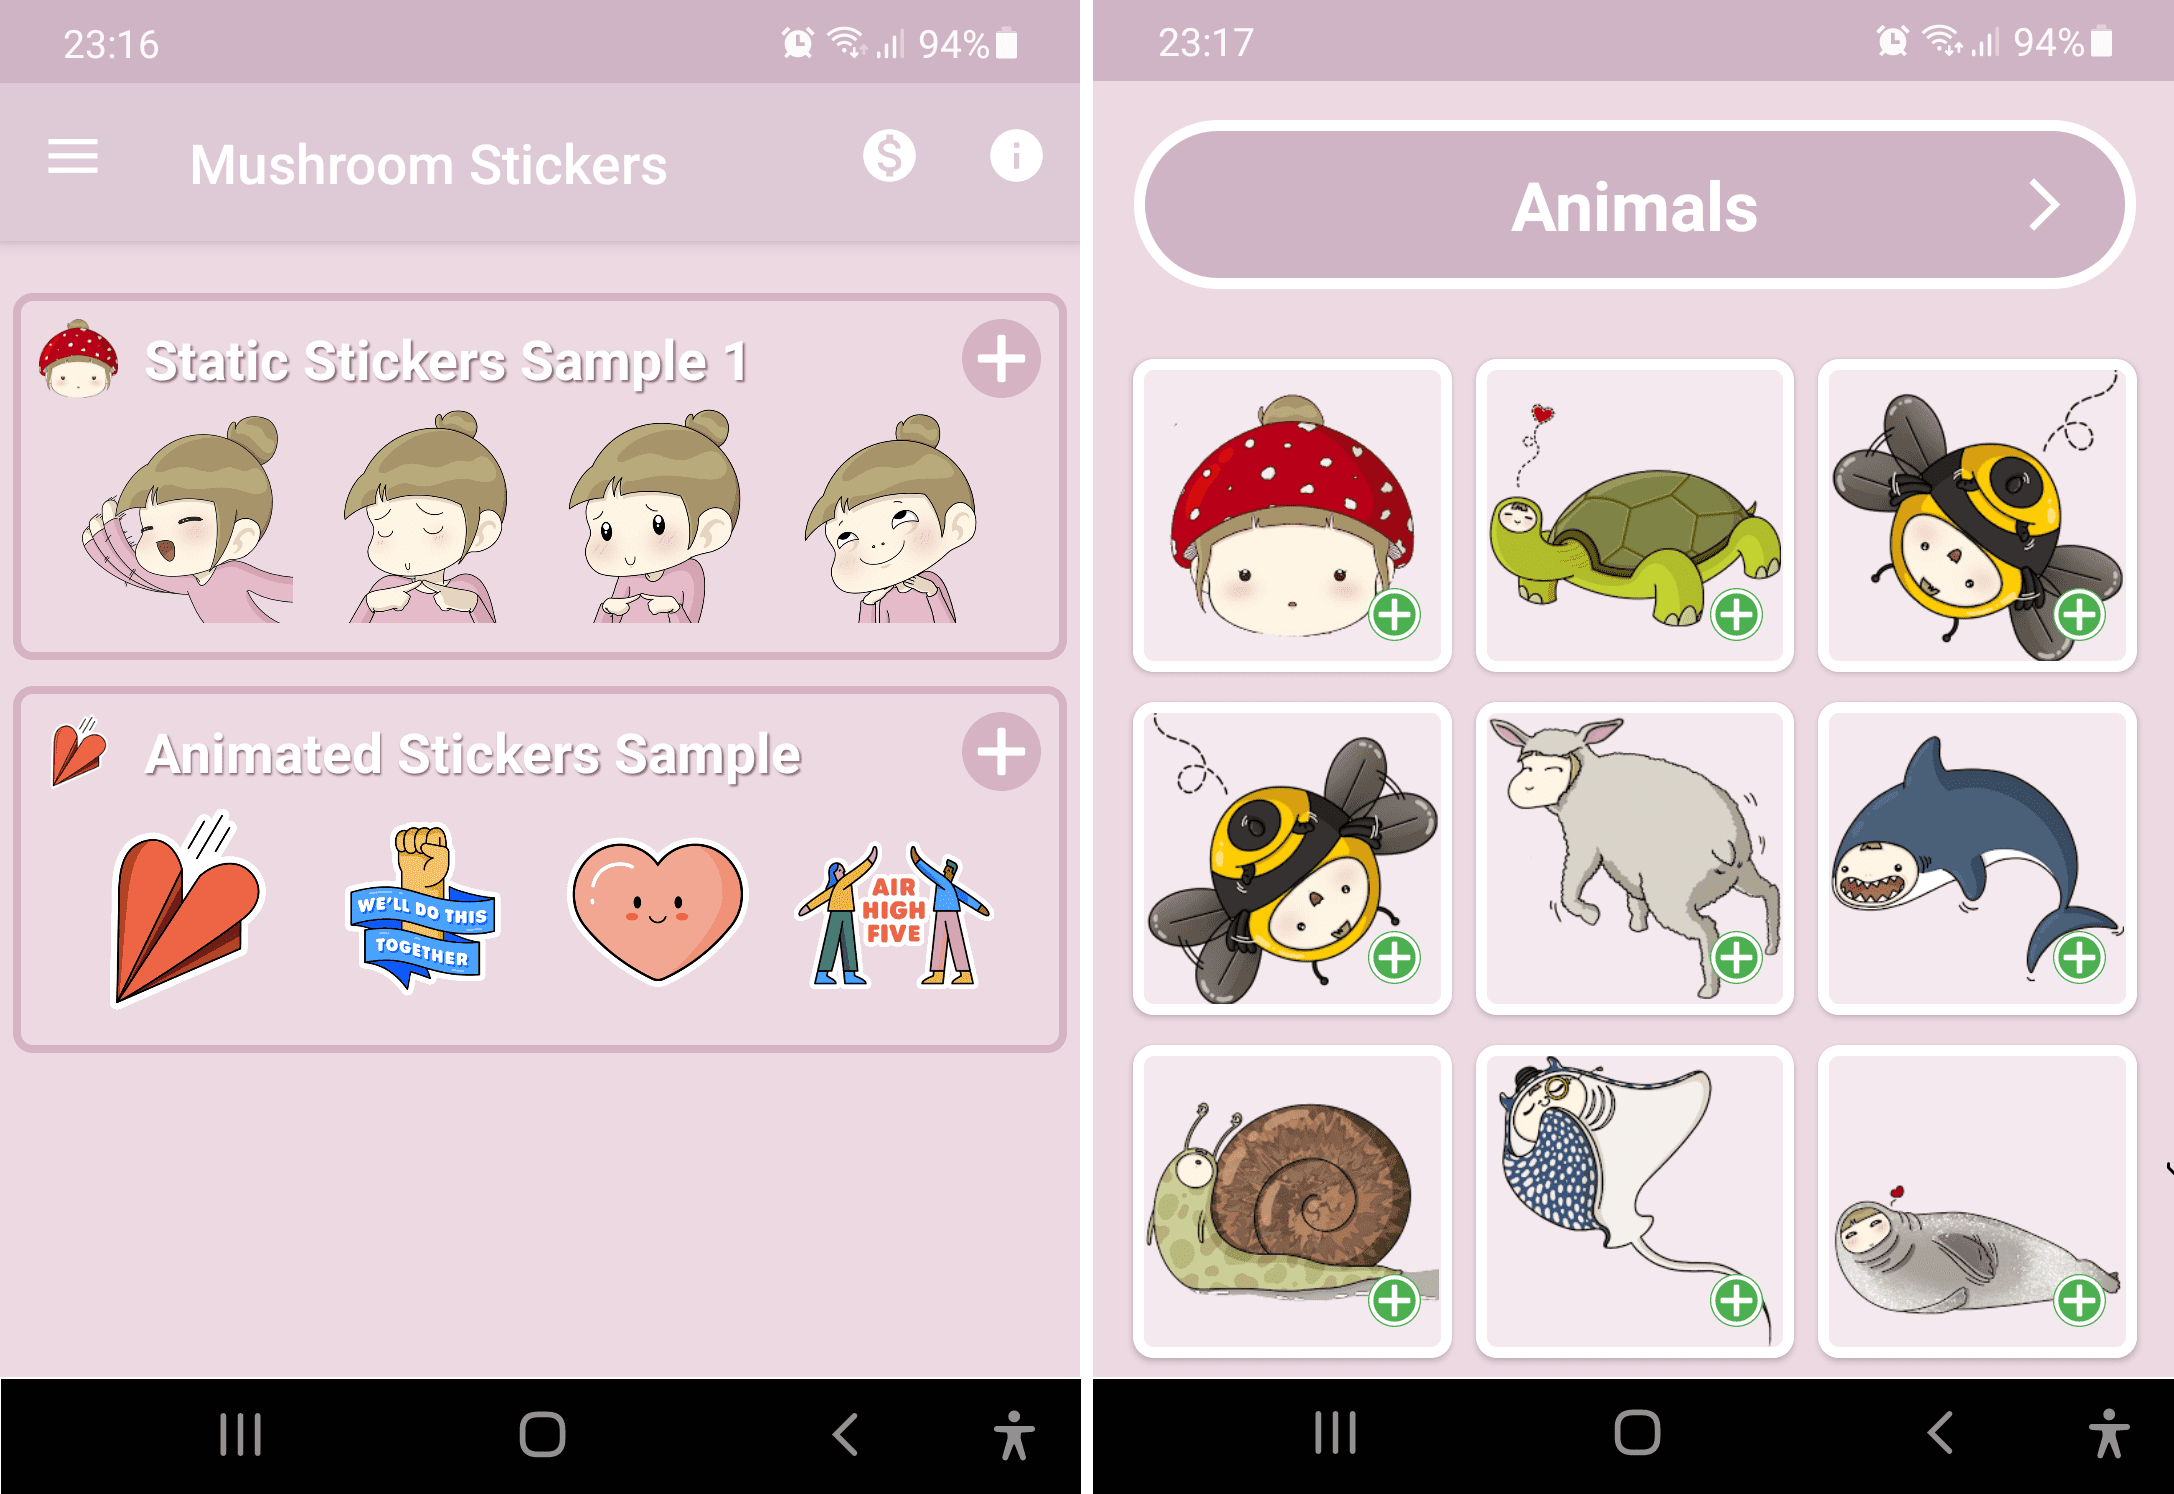 23:16
94%
Mushroom Stickers
Static Stickers Sample 1
Animated Stickers Sample
WE'LL DO THIS
TOGETHER
AIR
HIGH
FIVE
23:17
94%
Animals